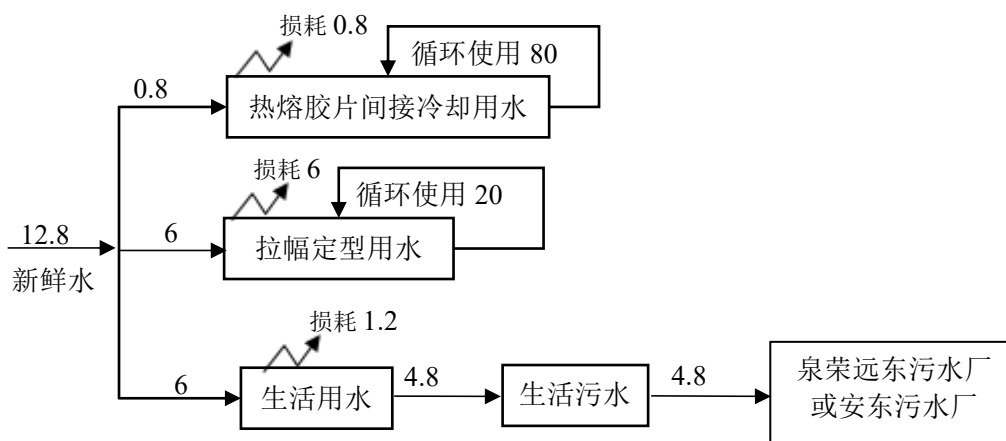 损耗 0.8
循环使用 80
0.8
热熔胶片间接冷却用水
损耗 6
循环使用 20
12.8
6
拉幅定型用水
新鲜水
损耗 1.2
6
生活用水
4.8
生活污水
4.8
泉荣远东污水厂
或安东污水厂